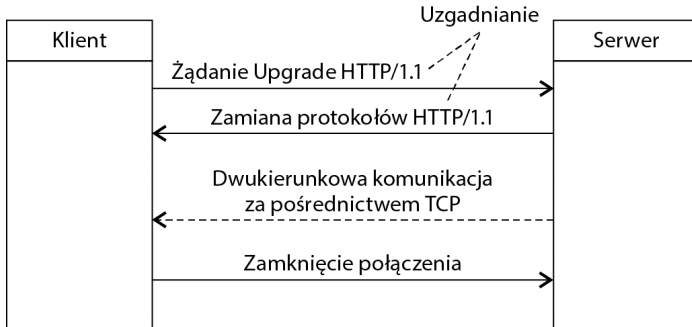 Uzgadnianie
Klient
Serwer
Żądanie Upgrade HTTP/1.1
Zamiana protokołów HTTP/1.1
Dwukierunkowa komunikacja
za pośrednictwem TCP
Zamknięcie połączenia